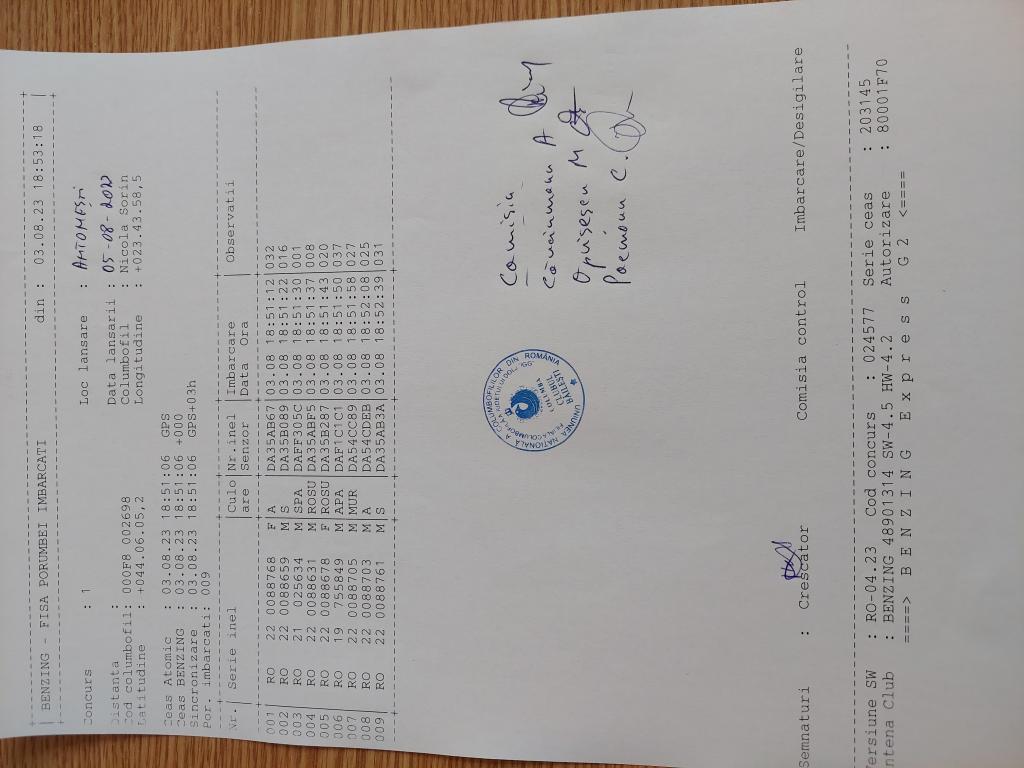 BENZING - FISA PORUMBEI IMBARCATI din : 03.08.23 18:53:18
Concurs : 1 Loc lansare :
Distanta : Data lansarii : 05-08-2022
Cod columbofil: 000F8 002698 Columbofil : Nicola Sorin
Latitudine : +044.06.05,2 Longitudine : +023.43.58,5
Ceas Atomic : 03.08.23 18:51:06 GPS
Ceas BENZING : 03.08.23 18:51:06 +000
Sincronizare : 03.08.23 18:51:06 GPS+03h
Por. imbarcati: 009
Nr. | Serie inel | Culo | Nr.inel | Imbarcare | Observatii
are | Senzor | Data Ora
001 | RO 22 0088768 F | A | DA35AB67 | 03.08 18:51:12 | 032
002 | RO 22 0088659 M | S | DA35B089 | 03.08 18:51:22 | 016
003 | RO 21 025634 M | SPA | DAFF305C | 03.08 18:51:30 | 001
004 | RO 22 0088631 M | ROSU | DA35ABF5 | 03.08 18:51:37 | 008
005 | RO 22 0088678 F | ROSU | DA35B297 | 03.08 18:51:43 | 020
006 | RO 19 755849 M | APA | DAF1C1C1 | 03.08 18:51:50 | 037
007 | RO 22 0088705 M | MUR | DA54CC89 | 03.08 18:51:58 | 027
008 | RO 22 0088703 M | A | DA54CDEB | 03.08 18:52:09 | 025
009 | RO 22 0088761 M | S | DA35AB3A | 03.08 18:52:39 | 031
Comisia
A
Oprisescu M
C.
UNIUNEA NATIONALA A COLUMBOFILILOR DIN ROMÂNIA
CLUBUL
COLUMBA
BĂILEŞTI
Semnaturi : Crescator Comisia control Imbarcare/Desigilare
Versiune SW : RO-04.23 Cod concurs : 024577 Serie ceas : 203145
Antena Club : BENZING 48901314 SW-4.5 HW-4.2 Autorizare : 80001F70
====> B E N Z I N G E x p r e s s G 2 <====